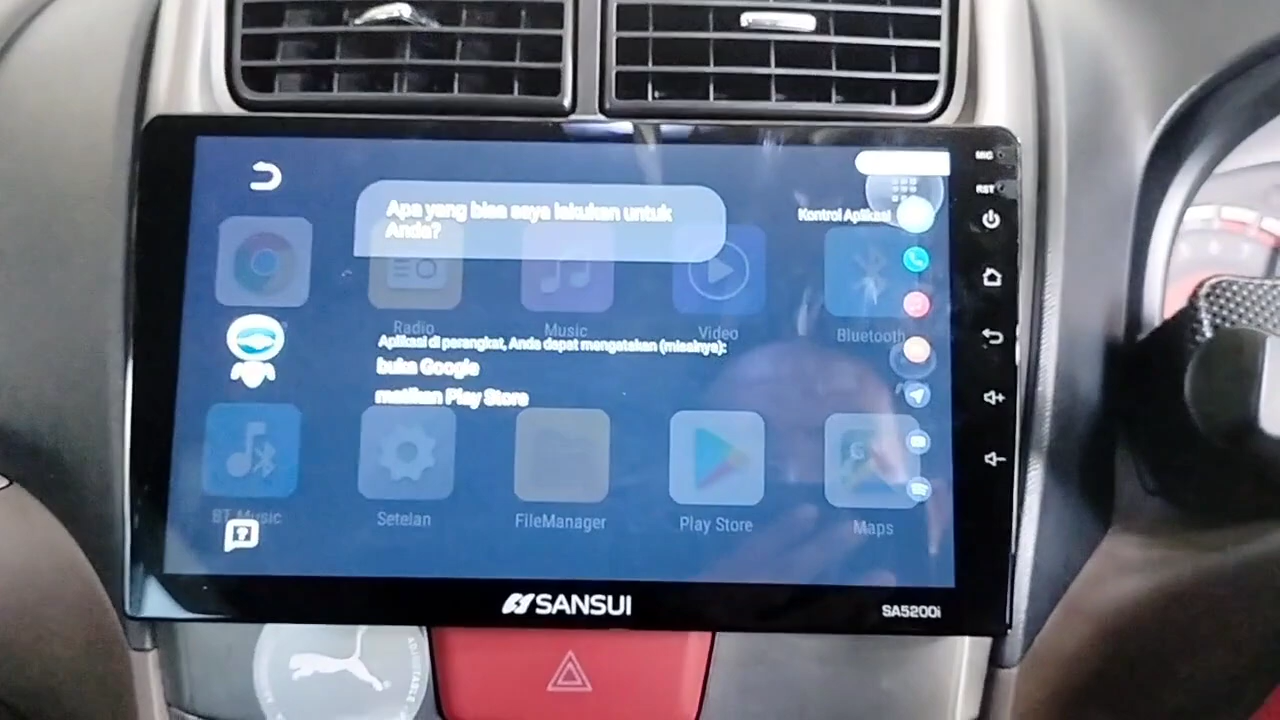 MIC
RST
Apa yang bisa saya lakukan untuk
Anda?
Kontrol Aplikasi
Radio
Music
Video
Bluetooth
Aplikasi di perangkat, Anda dapat mengatakan (misalnya):
buka Google
matikan Play Store
BT Music
Setelan
FileManager
Play Store
Maps
SANSUI
SA5200i
ADJUSTABLE